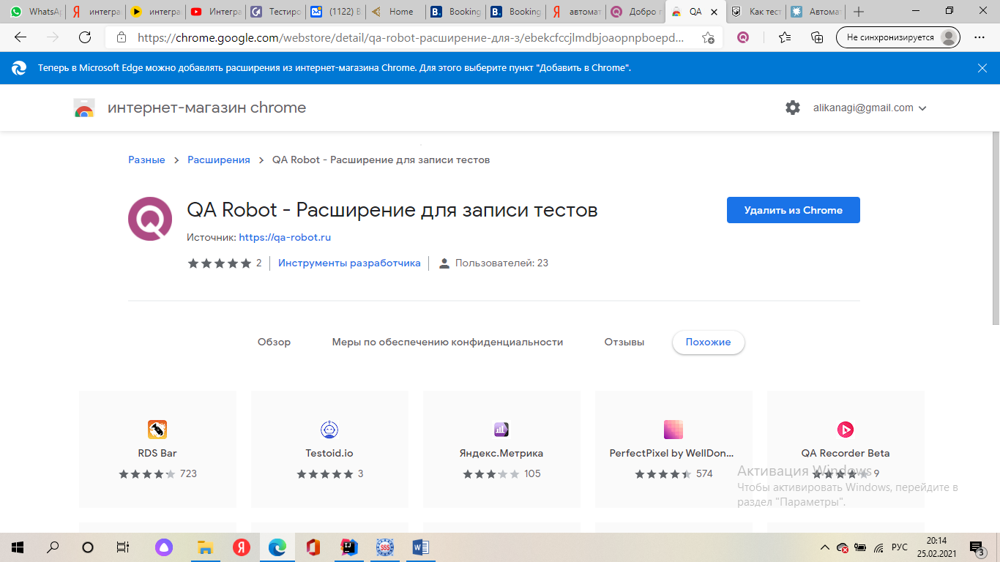 WhatsA
интегра
интегра
Интегра
Тестиро
(1122) В
Home
Booking
Booking
автомат
Добро п
QA
Как тест
Автома
https://chrome.google.com/webstore/detail/qa-robot-расширение-для-з/ebekcfccjlmdbjoaopnpboepd...
Не синхронизируется
Теперь в Microsoft Edge можно добавлять расширения из интернет-магазина Chrome. Для этого выберите пункт "Добавить в Chrome".
интернет-магазин chrome
alikanagi@gmail.com
Разные > Расширения > QA Robot - Расширение для записи тестов
QA Robot - Расширение для записи тестов
Удалить из Chrome
Источник: https://qa-robot.ru
2 Инструменты разработчика Пользователей: 23
Обзор
Меры по обеспечению конфиденциальности
Отзывы
Похожие
RDS Bar
723
Testoid.io
3
Яндекс.Метрика
105
PerfectPixel by WellDon...
574
QA Recorder Beta
9
Активация Windows
Чтобы активировать Windows, перейдите в
раздел "Параметры".
РУС
20:14
25.02.2021
3